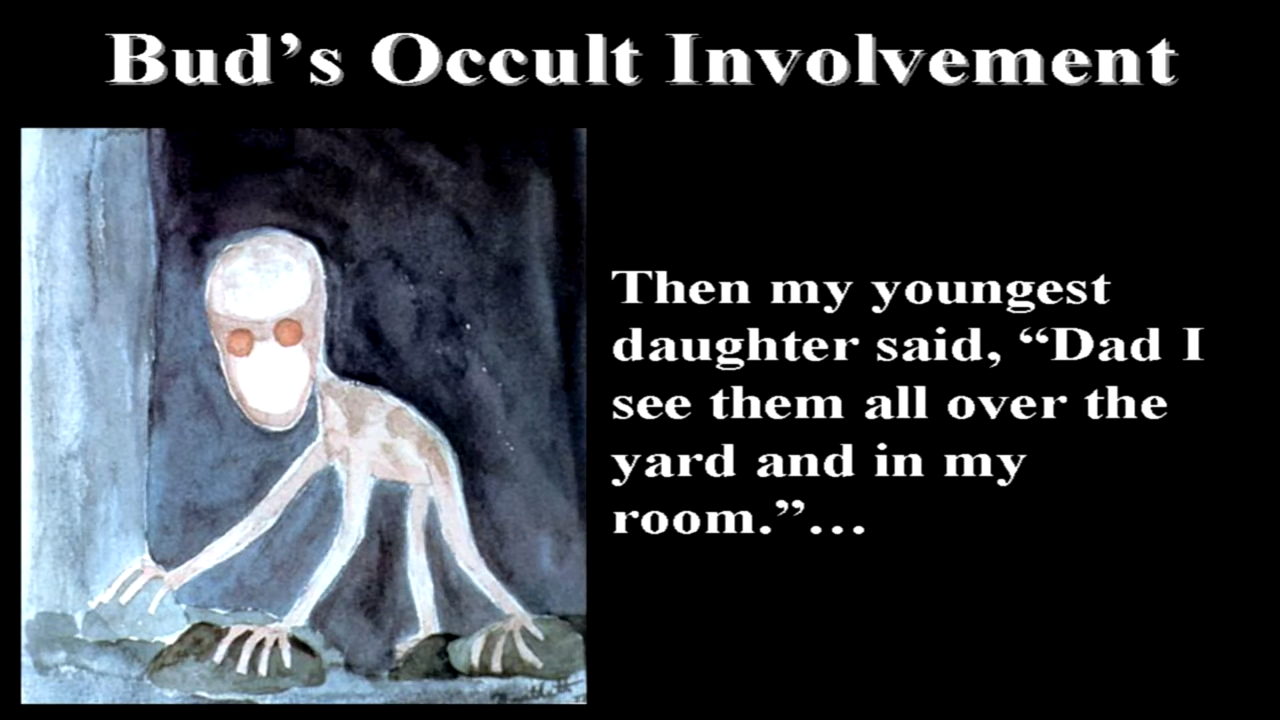 Bud’s Occult Involvement
Then my youngest
daughter said, “Dad I
see them all over the
yard and in my
room.”…